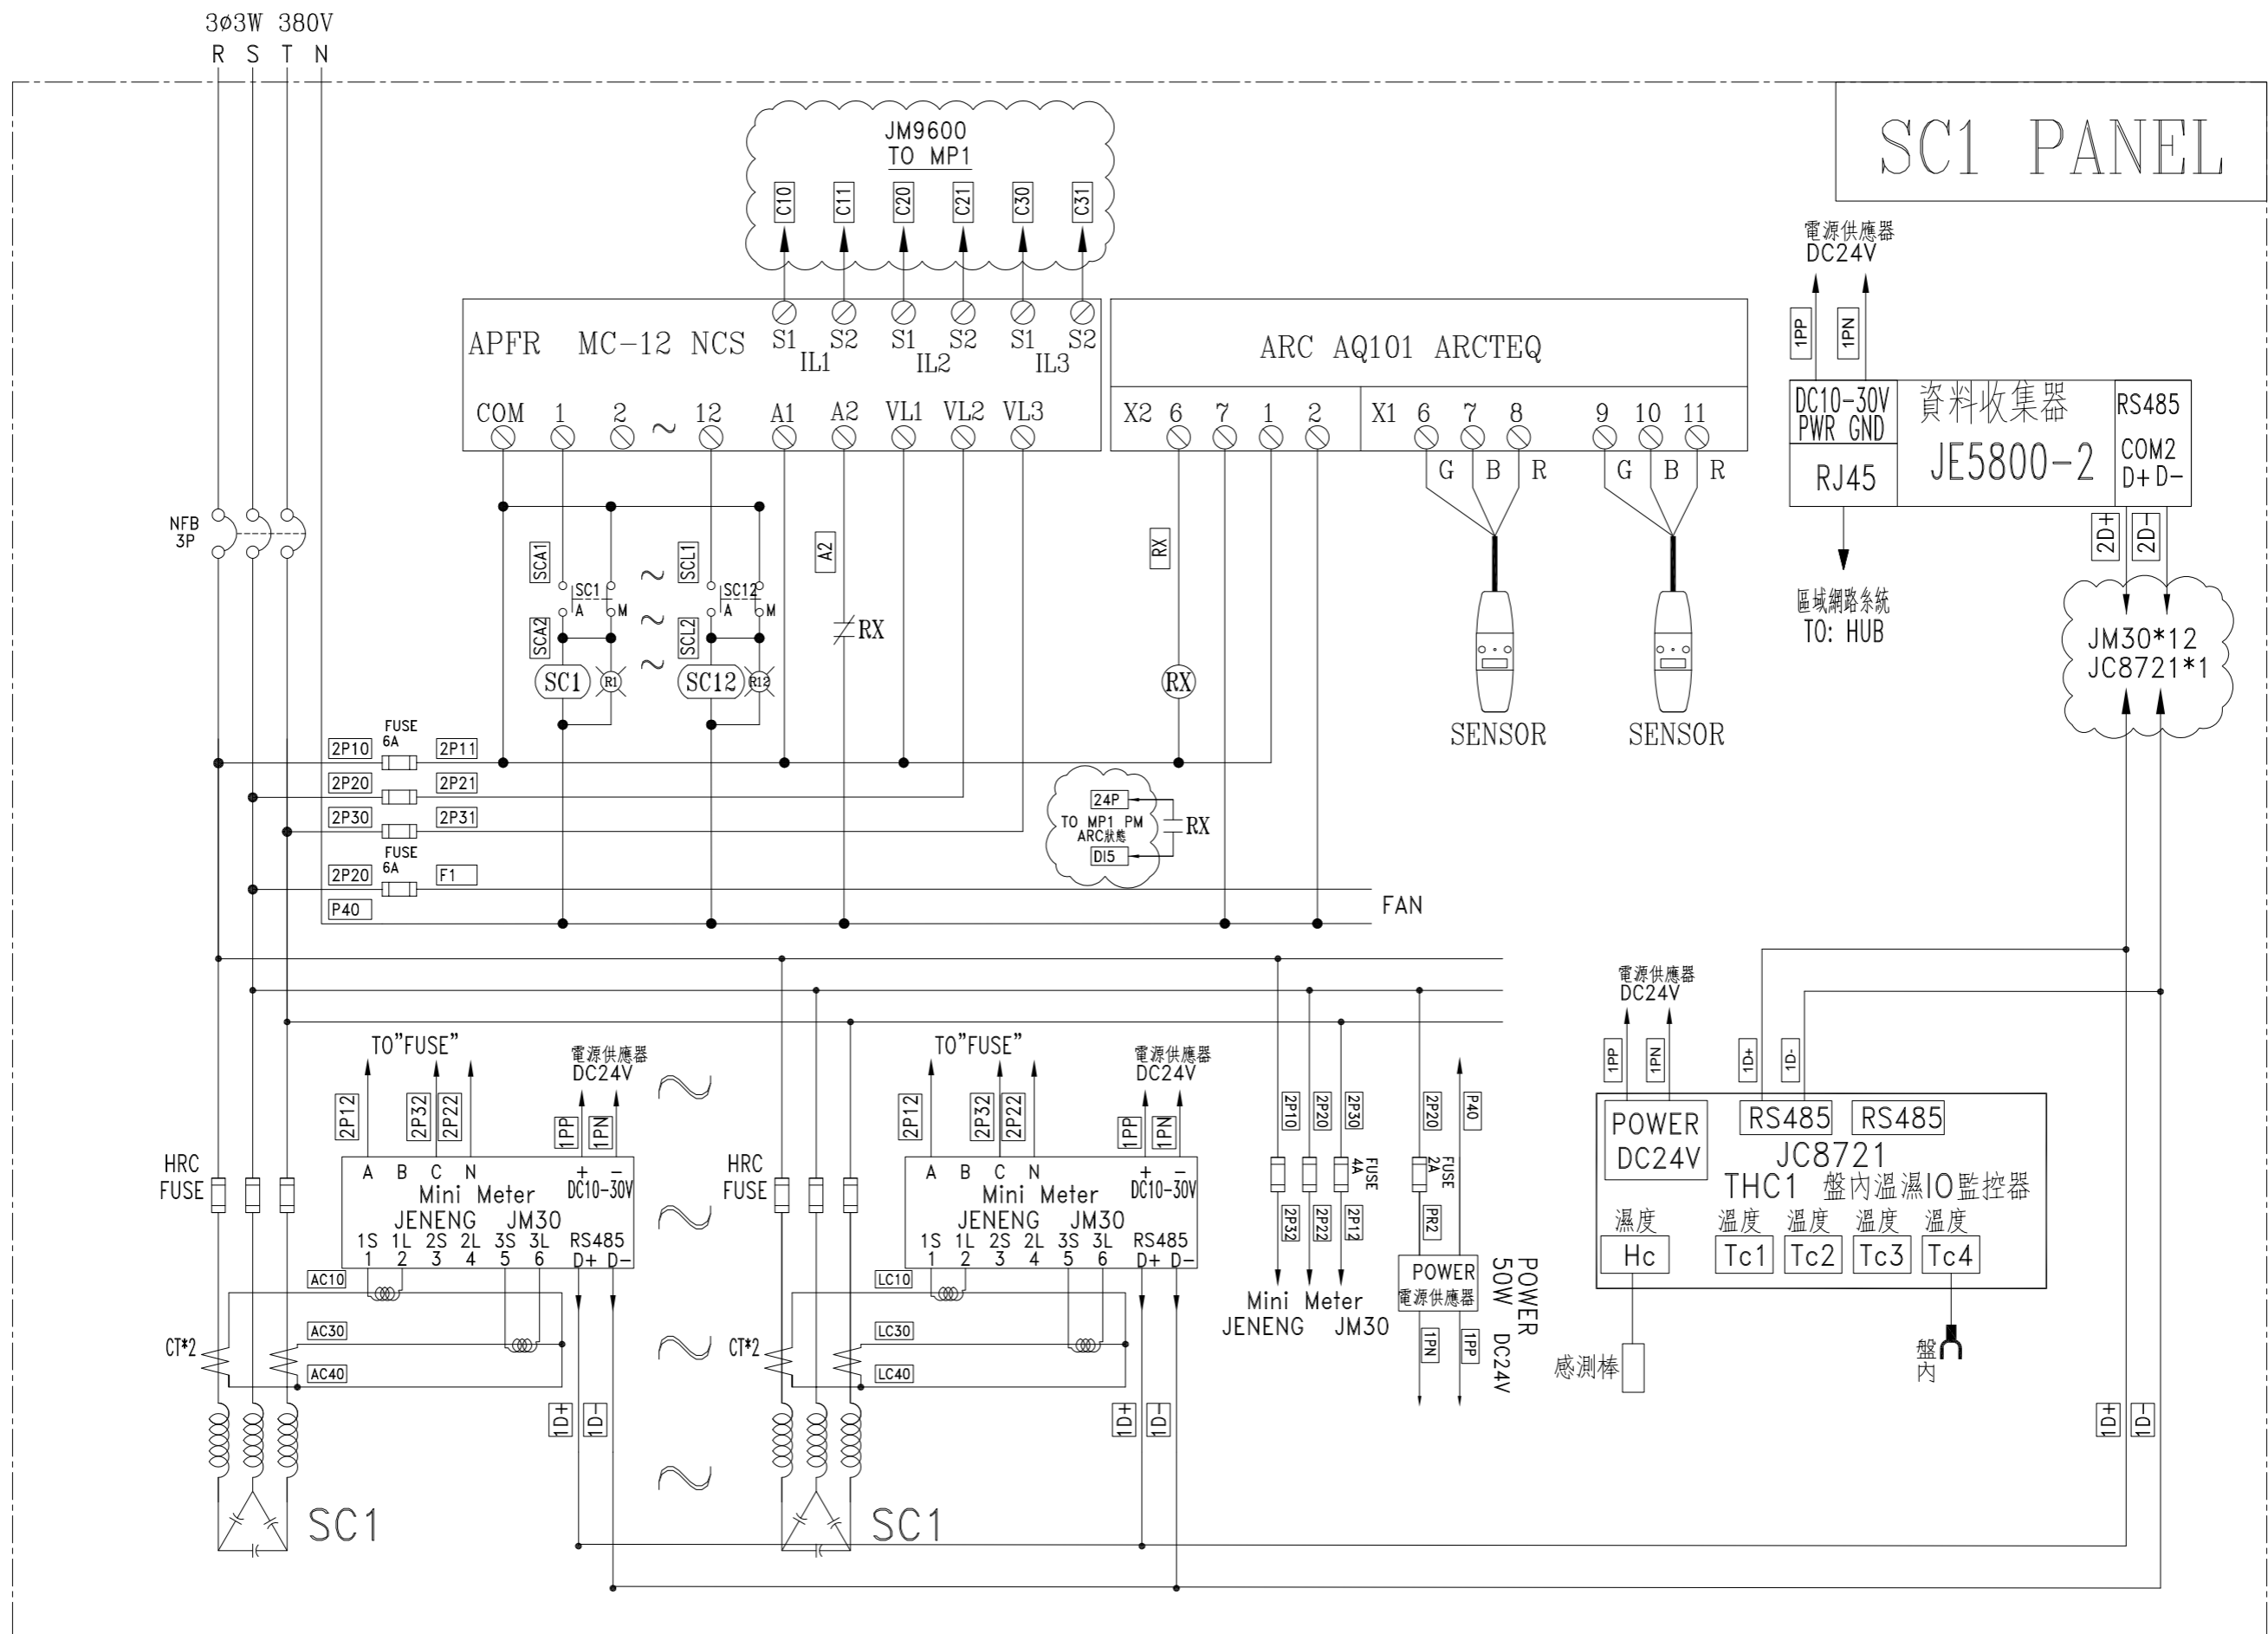 3ø3W 380V
R S T N
SC1 PANEL
JM9600
TO MP1
C10 C11 C20 C21 C30 C31
APFR MC-12 NCS
S1 S2 S1 S2 S1 S2
IL1 IL2 IL3
COM 1 2 ~ 12 A1 A2 VL1 VL2 VL3
ARC AQ101 ARCTEQ
X2 6 7 1 2 X1 6 7 8 9 10 11
G B R G B R
電源供應器
DC24V
1PP 1PN
DC10-30V
PWR GND
RJ45
資料收集器
JE5800-2
RS485
COM2
D+ D-
2D+ 2D-
區域網路系統
TO: HUB
JM30*12
JC8721*1
NFB
3P
SCA1 SC1 A M SCA2
SCL1 SC12 A M SCL2
A2 RX
RX
SC1 R1 SC12 R12
RX
SENSOR SENSOR
FUSE
6A
2P10 2P11
2P20 2P21
2P30 2P31
FUSE
6A
2P20 F1
P40
FAN
24P
TO MP1 PM
ARC狀態
DI5
RX
TO"FUSE"
電源供應器
DC24V
2P12 2P32 2P22 1PP 1PN
HRC
FUSE
A B C N + -
Mini Meter DC10-30V
JENENG JM30
1S 1L 2S 2L 3S 3L RS485
1 2 3 4 5 6 D+ D-
AC10
AC30
CT*2
AC40
1D+ 1D-
SC1
TO"FUSE"
電源供應器
DC24V
2P12 2P32 2P22 1PP 1PN
HRC
FUSE
A B C N + -
Mini Meter DC10-30V
JENENG JM30
1S 1L 2S 2L 3S 3L RS485
1 2 3 4 5 6 D+ D-
LC10
LC30
CT*2
LC40
1D+ 1D-
SC1
2P10 2P20 2P30
FUSE
4A
2P32 2P22 2P12
Mini Meter
JENENG JM30
2P20 P40
FUSE
2A
PR2
POWER
電源供應器
POWER
50W DC24V
1PN 1PP
電源供應器
DC24V
1PP 1PN 1D+ 1D-
POWER
DC24V
RS485 RS485
JC8721
THC1 盤內溫濕IO監控器
濕度 溫度 溫度 溫度 溫度
Hc Tc1 Tc2 Tc3 Tc4
感測棒
盤
內
1D+ 1D-